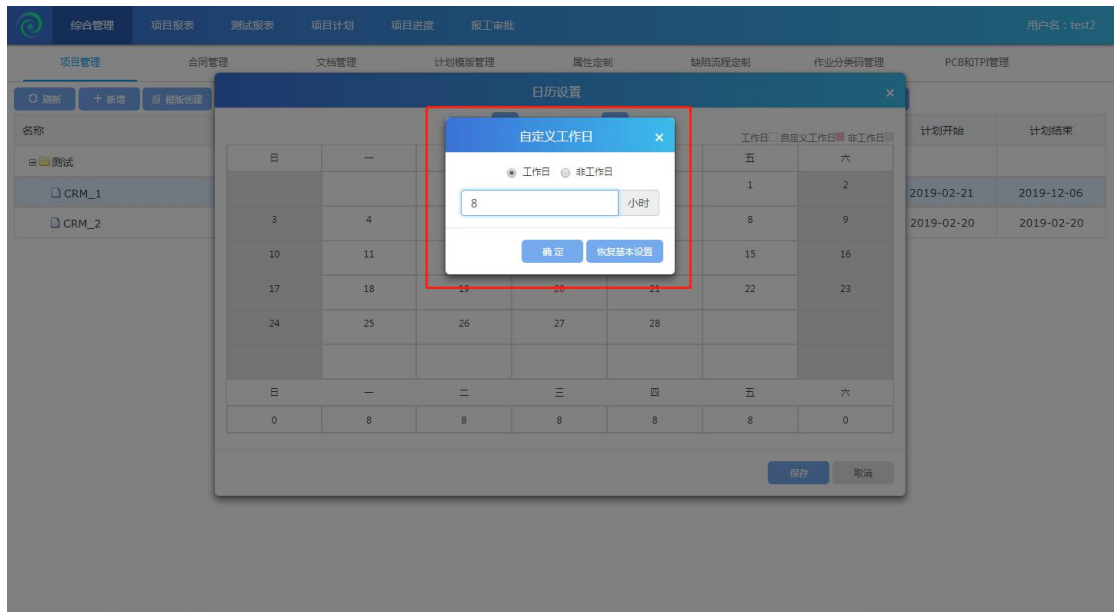 综合管理 项目报表 测试报表 项目计划 项目进度 报工审批 用户名：test2
项目管理 合同管理 文档管理 计划模版管理 属性定制 缺陷流程定制 作业分类码管理 PCB和TPI管理
刷新 新增 模版创建 日历设置 ×
名称 自定义工作日 × 工作日 自定义工作日 非工作日 计划开始 计划结束
测试 日 一 五 六
工作日 非工作日
CRM_1 1 2 2019-02-21 2019-12-06
8 小时
CRM_2 3 4 8 9 2019-02-20 2019-02-20
确定 恢复基本设置
10 11 15 16
17 18 19 20 21 22 23
24 25 26 27 28
日 一 二 三 四 五 六
0 8 8 8 8 8 0
保存 取消